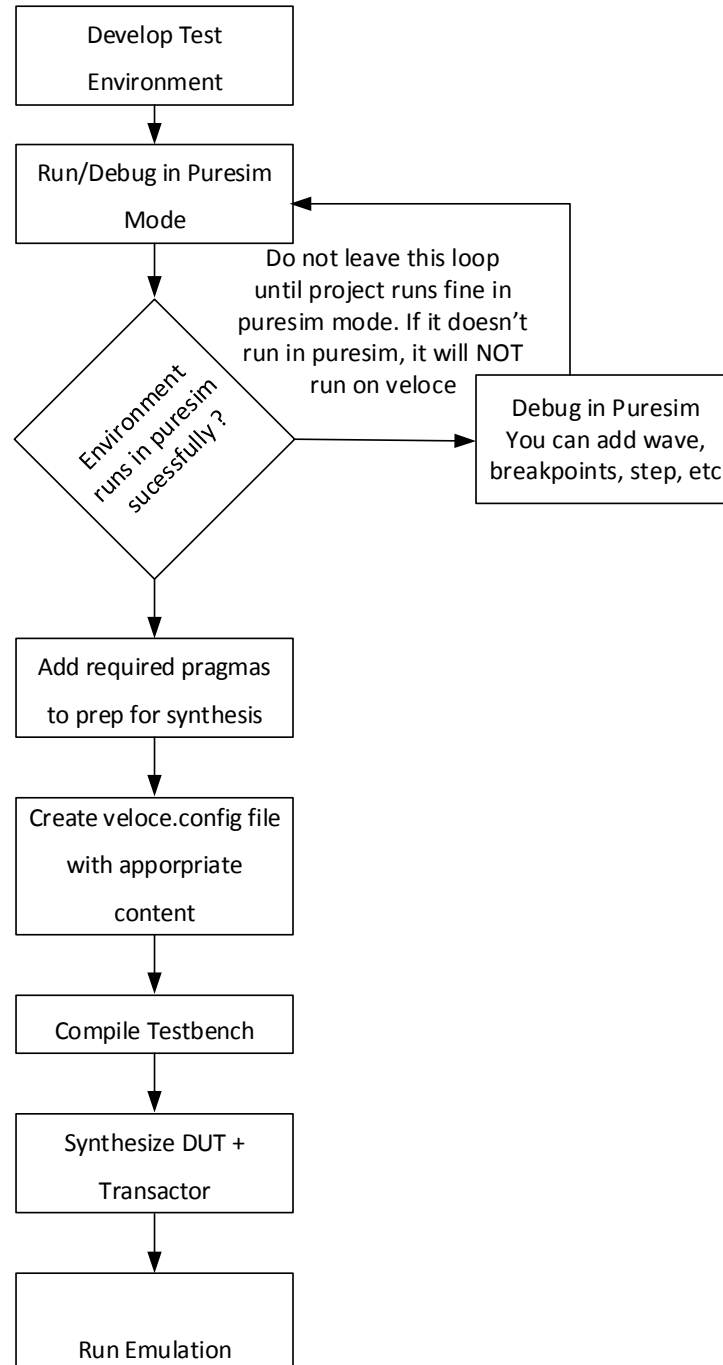 Develop Test
Environment
Run/Debug in Puresim
Mode
Do not leave this loop
until project runs fine in
puresim mode. If it doesn’t
run in puresim, it will NOT
run on veloce
Environment
runs in puresim
sucessfully ?
Debug in Puresim
You can add wave,
breakpoints, step, etc
Add required pragmas
to prep for synthesis
Create veloce.config file
with apporpriate
content
Compile Testbench
Synthesize DUT +
Transactor
Run Emulation